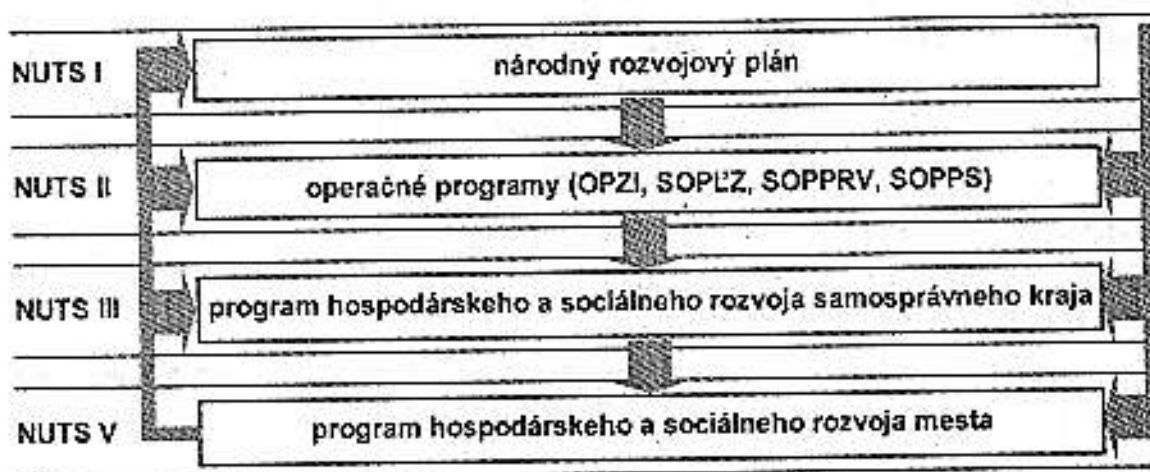 NUTS I
národný rozvojový plán
NUTS II
operačné programy (OPZI, SOPĽZ, SOPPRV, SOPPS)
NUTS III
program hospodárskeho a sociálneho rozvoja samosprávneho kraja
NUTS V
program hospodárskeho a sociálneho rozvoja mesta